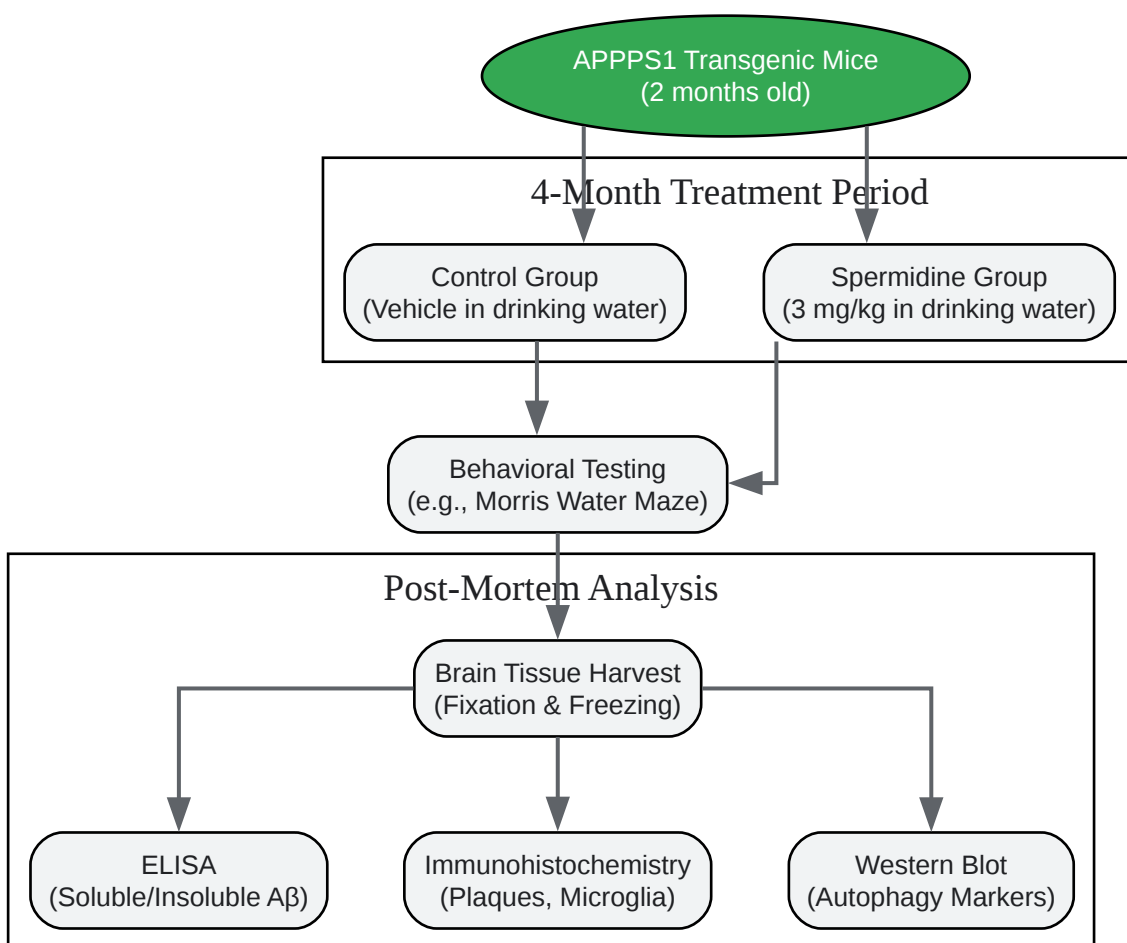 APPPS1 Transgenic Mice
(2 months old)
4-Month Treatment Period
Control Group
(Vehicle in drinking water)
Spermidine Group
(3 mg/kg in drinking water)
Behavioral Testing
(e.g., Morris Water Maze)
Post-Mortem Analysis
Brain Tissue Harvest
(Fixation & Freezing)
ELISA
(Soluble/Insoluble Aβ)
Immunohistochemistry
(Plaques, Microglia)
Western Blot
(Autophagy Markers)